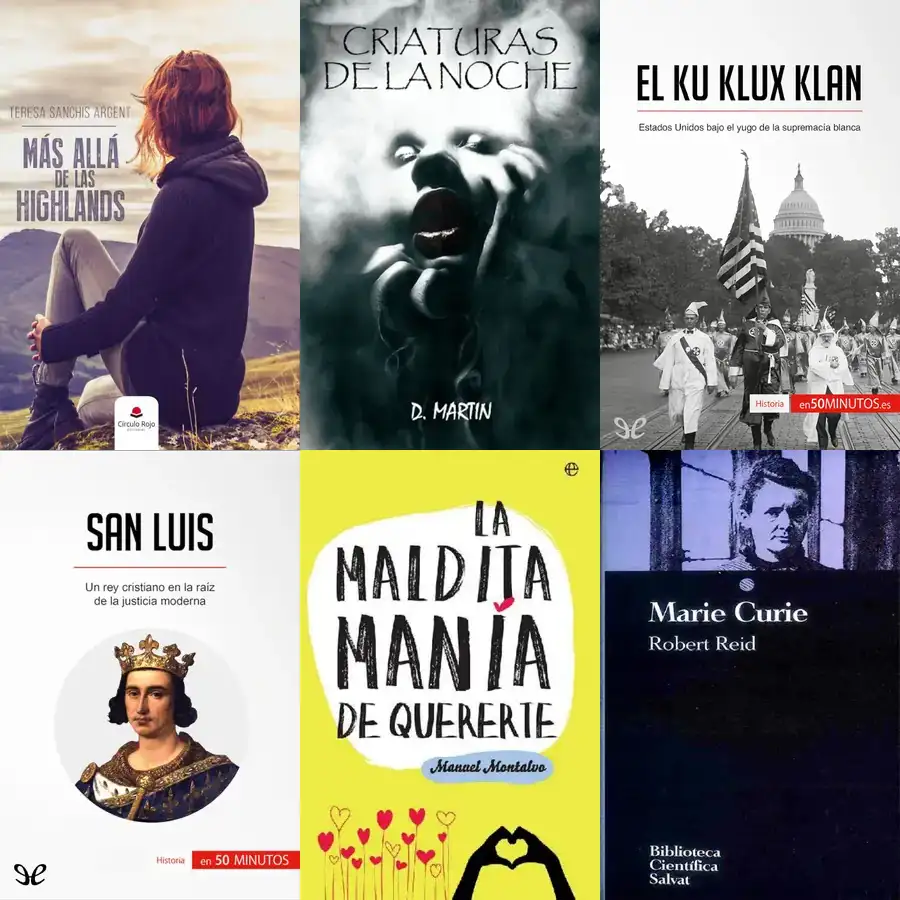 TERESA SANCHIS ARGENT
MÁS ALLÁ
DE LAS
HIGHLANDS
Círculo Rojo
CRIATURAS
DE LA NOCHE
D. MARTIN
EL KU KLUX KLAN
Estados Unidos bajo el yugo de la supremacía blanca
Historia
en50MINUTOS.es
SAN LUIS
Un rey cristiano en la raíz
de la justicia moderna
Historia
en 50 MINUTOS
e
LA
MALDITA
MANÍA
DE QUERERTE
Manuel Montalvo
Marie Curie
Robert Reid
Biblioteca
Científica
Salvat